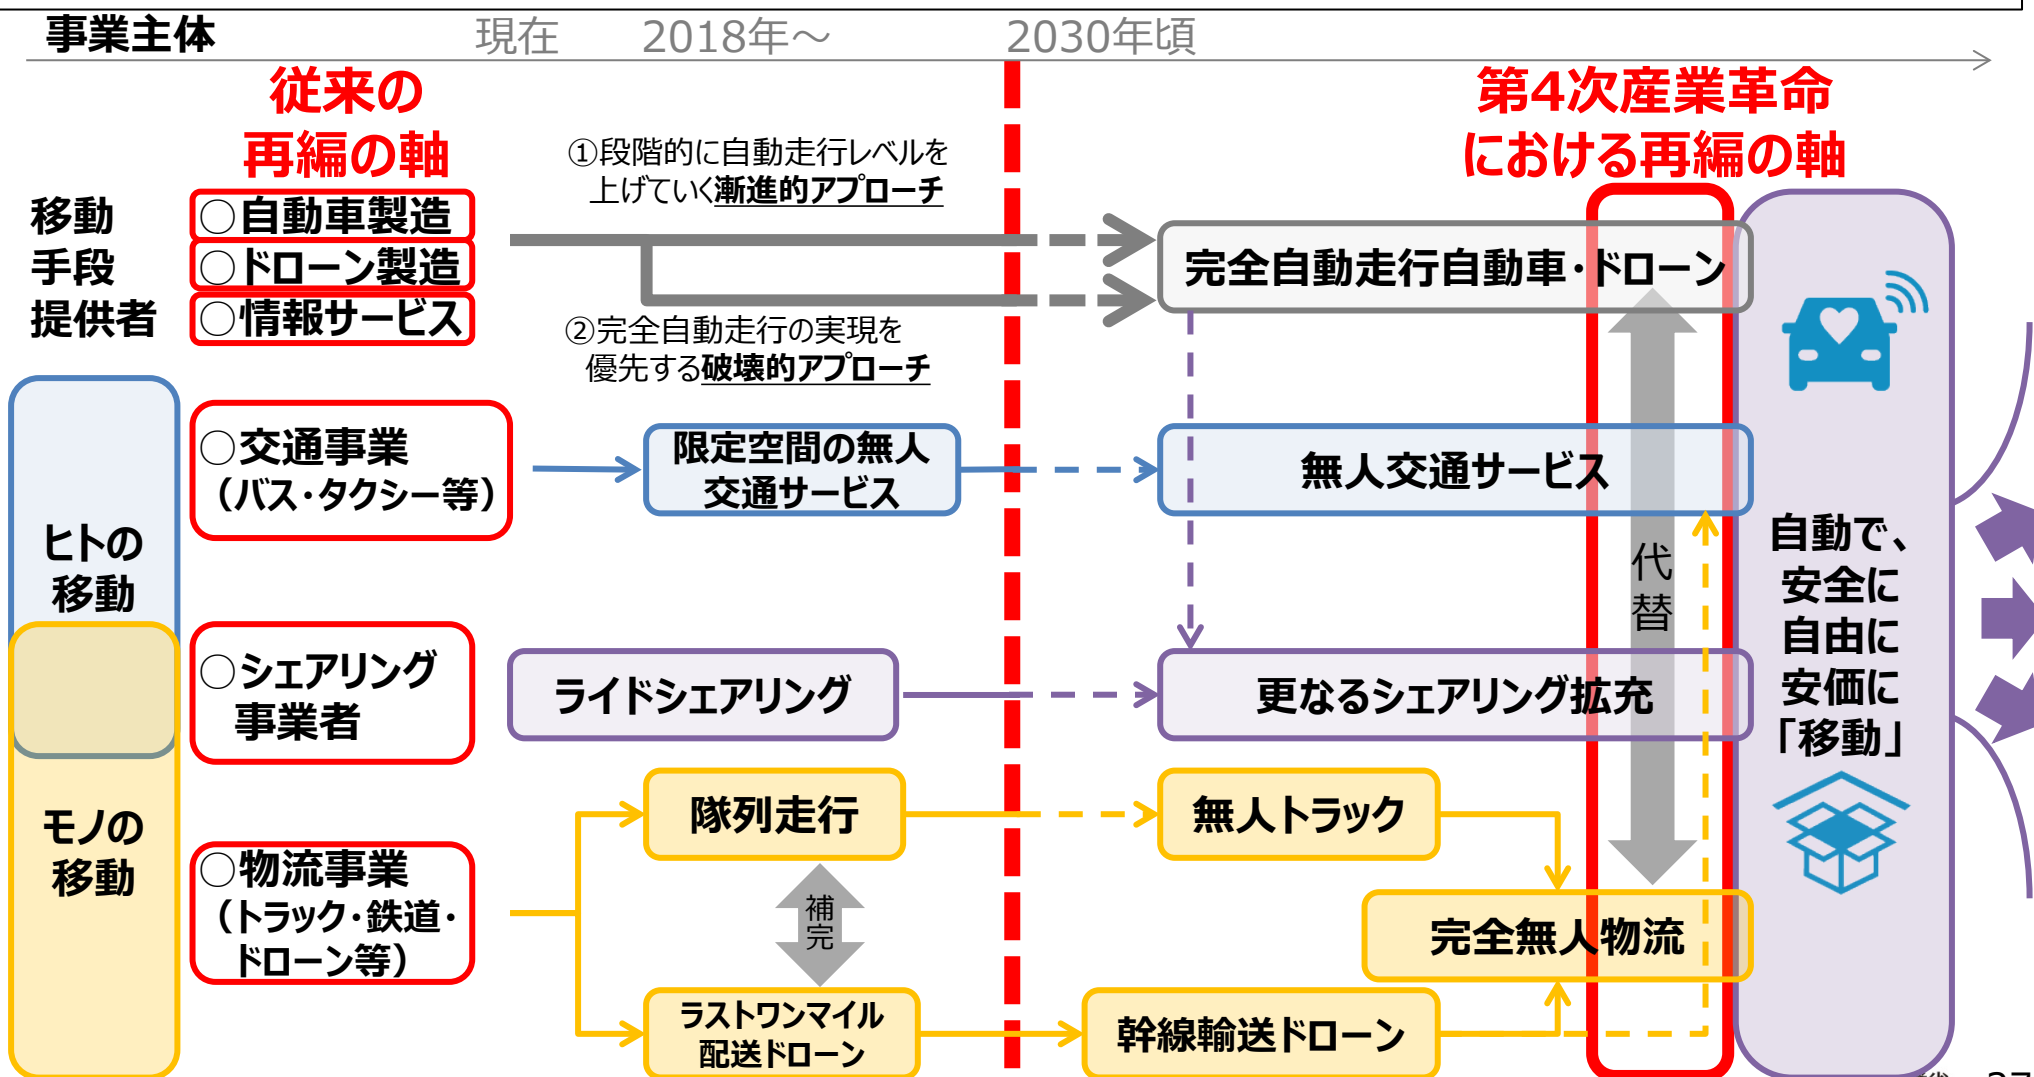 事業主体
現在
2018年～
2030年頃
従来の
再編の軸
第4次産業革命
における再編の軸
①段階的に自動走行レベルを
上げていく漸進的アプローチ
移動
手段
提供者
○自動車製造
○ドローン製造
○情報サービス
完全自動走行自動車・ドローン
②完全自動走行の実現を
優先する破壊的アプローチ
ヒトの
移動
○交通事業
（バス・タクシー等）
限定空間の無人
交通サービス
無人交通サービス
代
替
自動で、
安全に
自由に
安価に
「移動」
○シェアリング
事業者
ライドシェアリング
更なるシェアリング拡充
モノの
移動
○物流事業
（トラック・鉄道・
ドローン等）
隊列走行
無人トラック
補
完
完全無人物流
ラストワンマイル
配送ドローン
幹線輸送ドローン